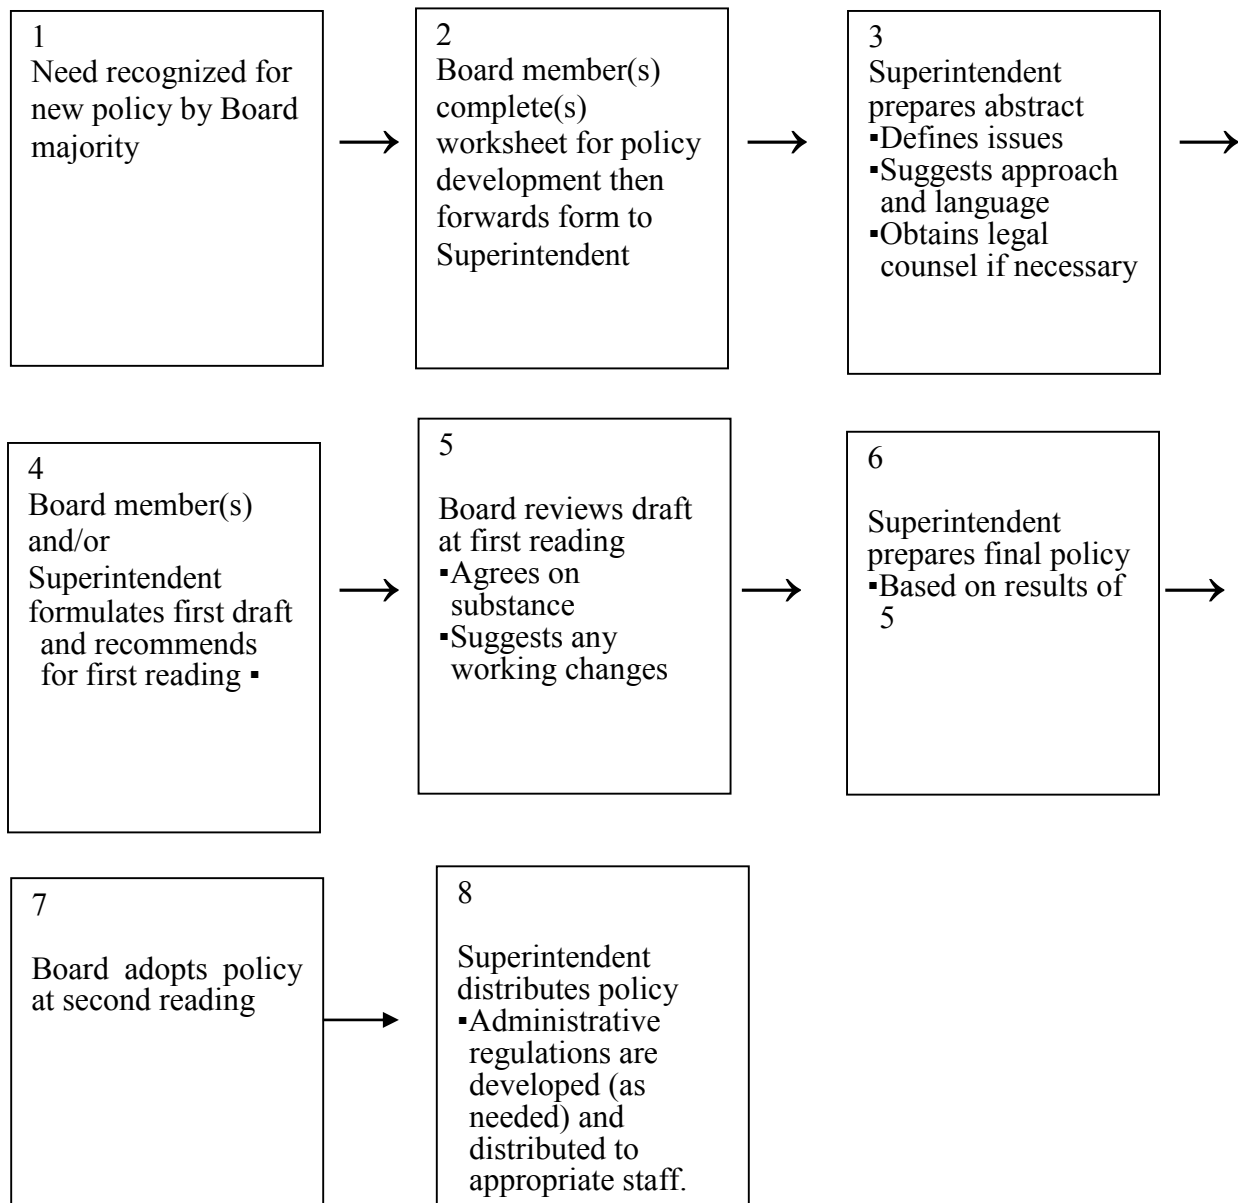 1
Need recognized for
new policy by Board
majority
2
Board member(s)
complete(s)
worksheet for policy
development then
forwards form to
Superintendent
3
Superintendent
prepares abstract
▪Defines issues
▪Suggests approach
and language
▪Obtains legal
counsel if necessary
4
Board member(s)
and/or
Superintendent
formulates first draft
and recommends
for first reading ▪
5
Board reviews draft
at first reading
▪Agrees on
substance
▪Suggests any
working changes
6
Superintendent
prepares final policy
▪Based on results of
5
7
Board adopts policy
at second reading
8
Superintendent
distributes policy
▪Administrative
regulations are
developed (as
needed) and
distributed to
appropriate staff.